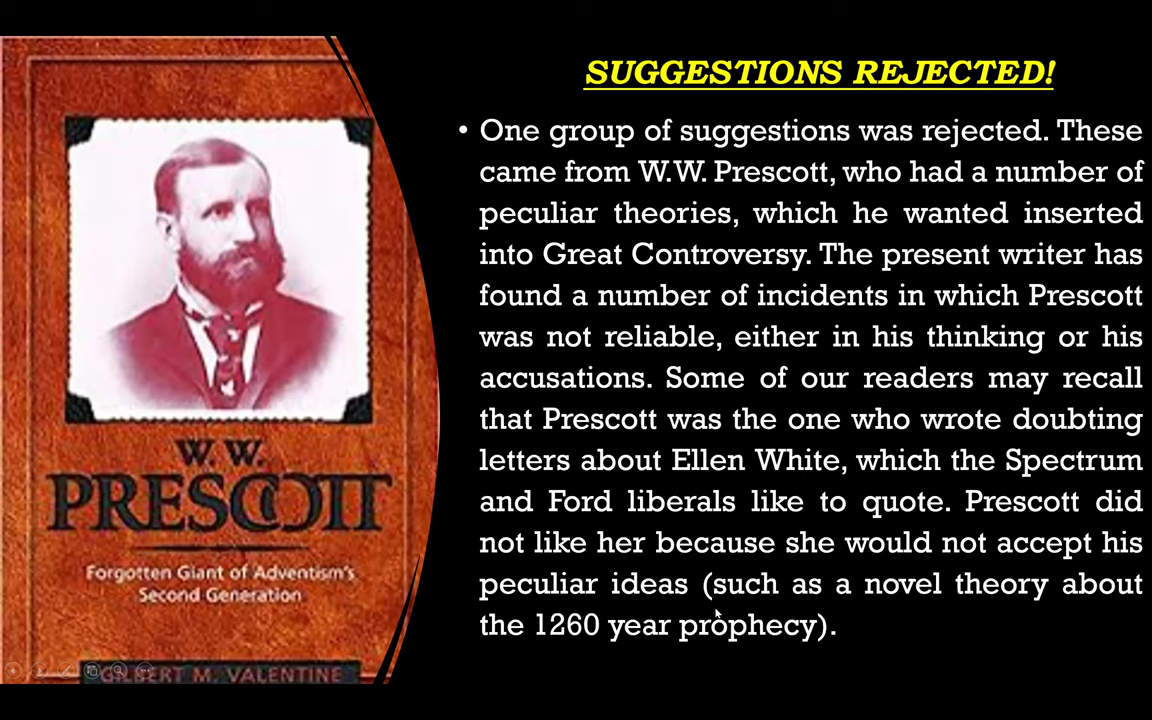 SUGGESTIONS REJECTED!
• One group of suggestions was rejected. These
came from W.W. Prescott, who had a number of
peculiar theories, which he wanted inserted
into Great Controversy. The present writer has
found a number of incidents in which Prescott
was not reliable, either in his thinking or his
accusations. Some of our readers may recall
that Prescott was the one who wrote doubting
letters about Ellen White, which the Spectrum
and Ford liberals like to quote. Prescott did
not like her because she would not accept his
peculiar ideas (such as a novel theory about
the 1260 year prophecy).
W. W.
PRESCOTT
Forgotten Giant of Adventism's
Second Generation
GILBERT M. VALENTINE